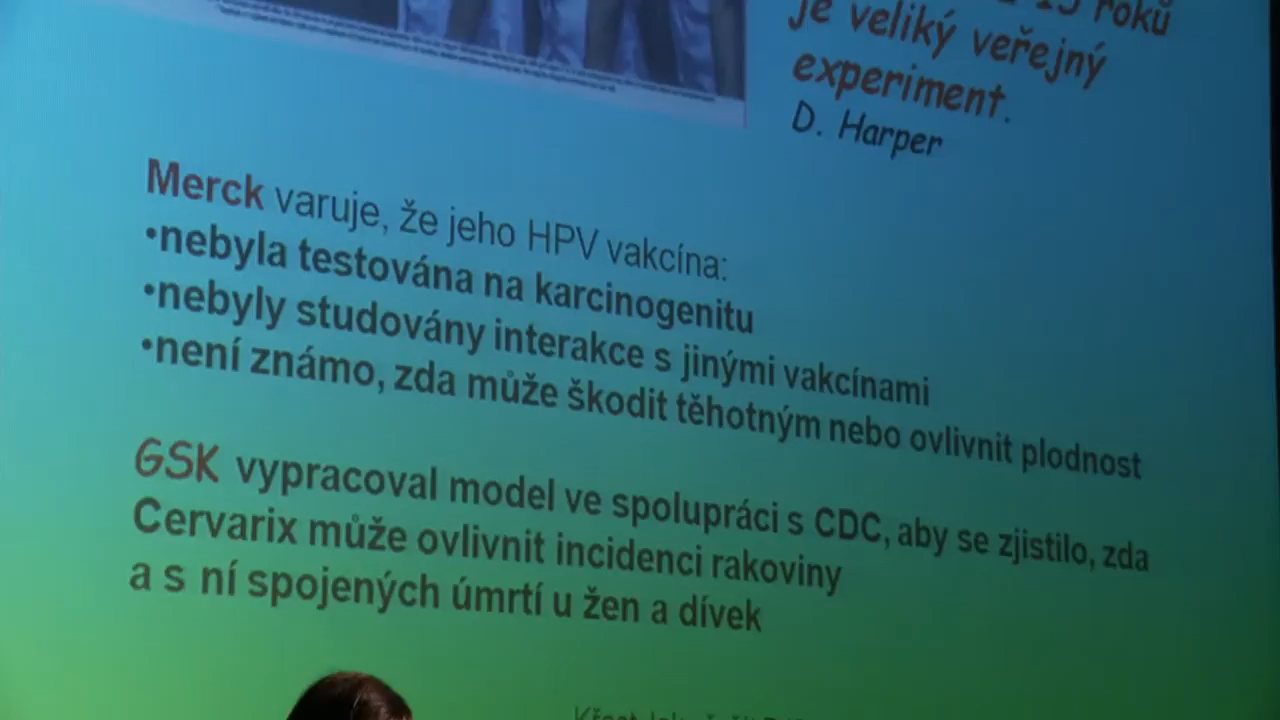 roků
je veliký veřejný
experiment.
D. Harper
Merck varuje, že jeho HPV vakcína:
•nebyla testována na karcinogenitu
•nebyly studovány interakce s jinými vakcínami
•není známo, zda může škodit těhotným nebo ovlivnit plodnost
GSK vypracoval model ve spolupráci s CDC, aby se zjistilo, zda
Cervarix může ovlivnit incidenci rakoviny
a s ní spojených úmrtí u žen a dívek